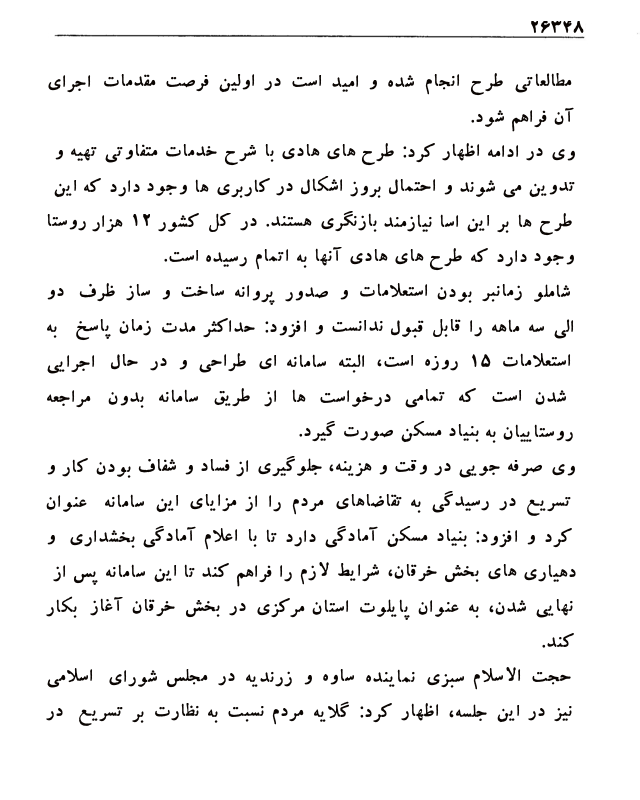 ۲۶۳۴۸
مطالعاتی طرح انجام شده و امید است در اولین فرصت مقدمات اجرای
آن فراهم شود.
وی در ادامه اظهار کرد: طرح های هادی با شرح خدمات متفاوتی تهیه و
تدوین می شوند و احتمال بروز اشکال در کاربری ها وجود دارد که این
طرح ها بر این اسا نیازمند بازنگری هستند. در کل کشور ۱۲ هزار روستا
وجود دارد که طرح های هادی آنها به اتمام رسیده است.
شاملو زمانبر بودن استعلامات و صدور پروانه ساخت و ساز ظرف دو
الی سه ماهه را قابل قبول ندانست و افزود: حداکثر مدت زمان پاسخ به
استعلامات ۱۵ روزه است، البته سامانه ای طراحی و در حال اجرایی
شدن است که تمامی درخواست ها از طریق سامانه بدون مراجعه
روستاییان به بنیاد مسکن صورت گیرد.
وی صرفه جویی در وقت و هزینه، جلوگیری از فساد و شفاف بودن کار و
تسریع در رسیدگی به تقاضاهای مردم را از مزایای این سامانه عنوان
کرد و افزود: بنیاد مسکن آمادگی دارد تا با اعلام آمادگی بخشداری و
دهیاری های بخش خرقان، شرایط لازم را فراهم کند تا این سامانه پس از
نهایی شدن، به عنوان پایلوت استان مرکزی در بخش خرقان آغاز بکار
کند.
حجت الاسلام سبزی نماینده ساوه و زرندیه در مجلس شورای اسلامی
نیز در این جلسه، اظهار کرد: گلایه مردم نسبت به نظارت بر تسریع در